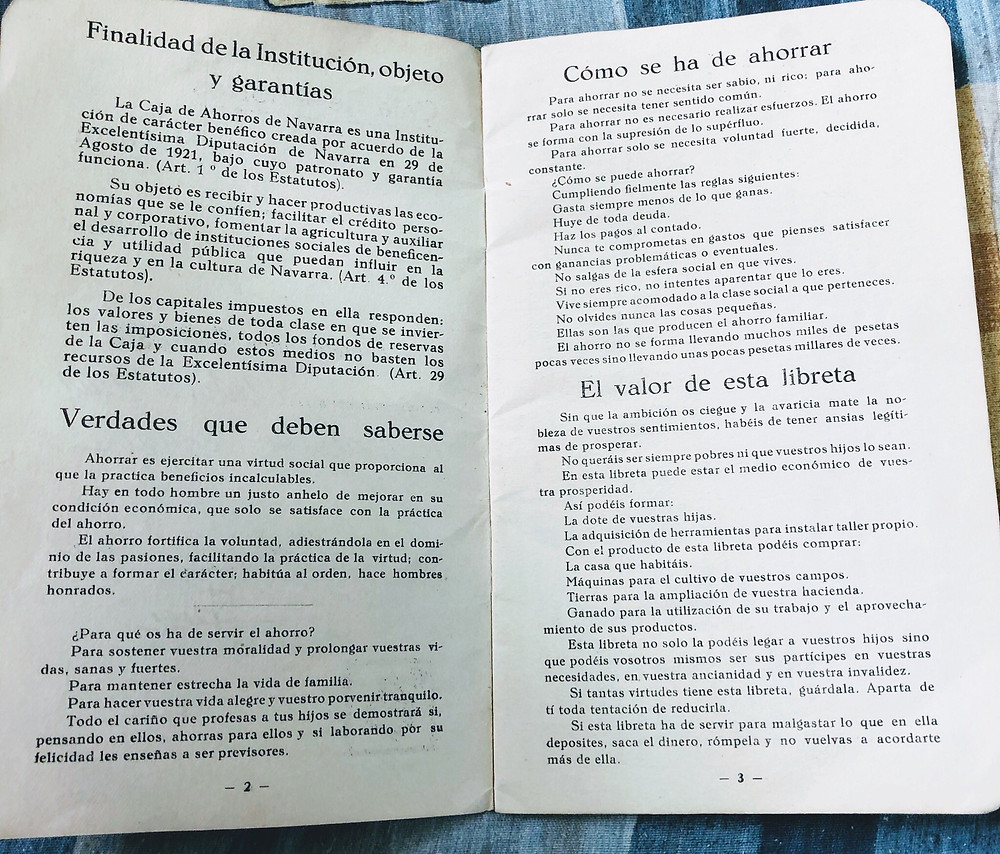 Finalidad de la Institución, objeto
y garantías
La Caja de Ahorros de Navarra es una Institu-
ción de carácter benéfico creada por acuerdo de la
Excelentísima Diputación de Navarra en 29 de
Agosto de 1921, bajo cuyo patronato y garantía
funciona. (Art. 1 º de los Estatutos).
Su objeto es recibir y hacer productivas las eco-
nomías que se le confíen; facilitar el crédito perso-
nal y corporativo, fomentar la agricultura y auxiliar
el desarrollo de instituciones sociales de beneficen-
cia y utilidad pública que puedan influir en la
riqueza y en la cultura de Navarra. (Art. 4.º de los
Estatutos).
De los capitales impuestos en ella responden:
los valores y bienes de toda clase en que se invier-
ten las imposiciones, todos los fondos de reservas
de la Caja y cuando estos medios no basten los
recursos de la Excelentísima Diputación (Art. 29
de los Estatutos).
Verdades que deben saberse
Ahorrar es ejercitar una virtud social que proporciona al
que la practica beneficios incalculables.
Hay en todo hombre un justo anhelo de mejorar en su
condición económica, que solo se satisface con la práctica
del ahorro.
El ahorro fortifica la voluntad, adiestrándola en el domi-
nio de las pasiones, facilitando la práctica de la virtud; con-
tribuye a formar el carácter; habitúa al orden, hace hombres
honrados.
¿Para qué os ha de servir el ahorro?
Para sostener vuestra moralidad y prolongar vuestras vi-
das, sanas y fuertes.
Para mantener estrecha la vida de familia.
Para hacer vuestra vida alegre y vuestro porvenir tranquilo.
Todo el cariño que profesas a tus hijos se demostrará si,
pensando en ellos, ahorras para ellos y si laborando por su
felicidad les enseñas a ser previsores.
— 2 —
Cómo se ha de ahorrar
Para ahorrar no se necesita ser sabio, ni rico; para aho-
rrar solo se necesita tener sentido común.
Para ahorrar no es necesario realizar esfuerzos. El ahorro
se forma con la supresión de lo supérfluo.
Para ahorrar solo se necesita voluntad fuerte, decidida,
constante.
¿Cómo se puede ahorrar?
Cumpliendo fielmente las reglas siguientes:
Gasta siempre menos de lo que ganas.
Huye de toda deuda.
Haz los pagos al contado.
Nunca te comprometas en gastos que pienses satisfacer
con ganancias problemáticas o eventuales.
No salgas de la esfera social en que vives.
Si no eres rico, no intentes aparentar que lo eres.
Vive siempre acomodado a la clase social a que perteneces.
No olvides nunca las cosas pequeñas.
Ellas son las que producen el ahorro familiar.
El ahorro no se forma llevando muchos miles de pesetas
pocas veces sino llevando unas pocas pesetas millares de veces.
El valor de esta libreta
Sin que la ambición os ciegue y la avaricia mate la no-
bleza de vuestros sentimientos, habéis de tener ansias legíti-
mas de prosperar.
No queráis ser siempre pobres ni que vuestros hijos lo sean.
En esta libreta puede estar el medio económico de vues-
tra prosperidad.
Así podéis formar:
La dote de vuestras hijas.
La adquisición de herramientas para instalar taller propio.
Con el producto de esta libreta podéis comprar:
La casa que habitáis.
Máquinas para el cultivo de vuestros campos.
Tierras para la ampliación de vuestra hacienda.
Ganado para la utilización de su trabajo y el aprovecha-
miento de sus productos.
Esta libreta no solo la podéis legar a vuestros hijos sino
que podéis vosotros mismos ser sus partícipes en vuestras
necesidades, en vuestra ancianidad y en vuestra invalidez.
Si tantas virtudes tiene esta libreta, guárdala. Aparta de
tí toda tentación de reducirla.
Si esta libreta ha de servir para malgastar lo que en ella
deposites, saca el dinero, rómpela y no vuelvas a acordarte
más de ella.
— 3 —